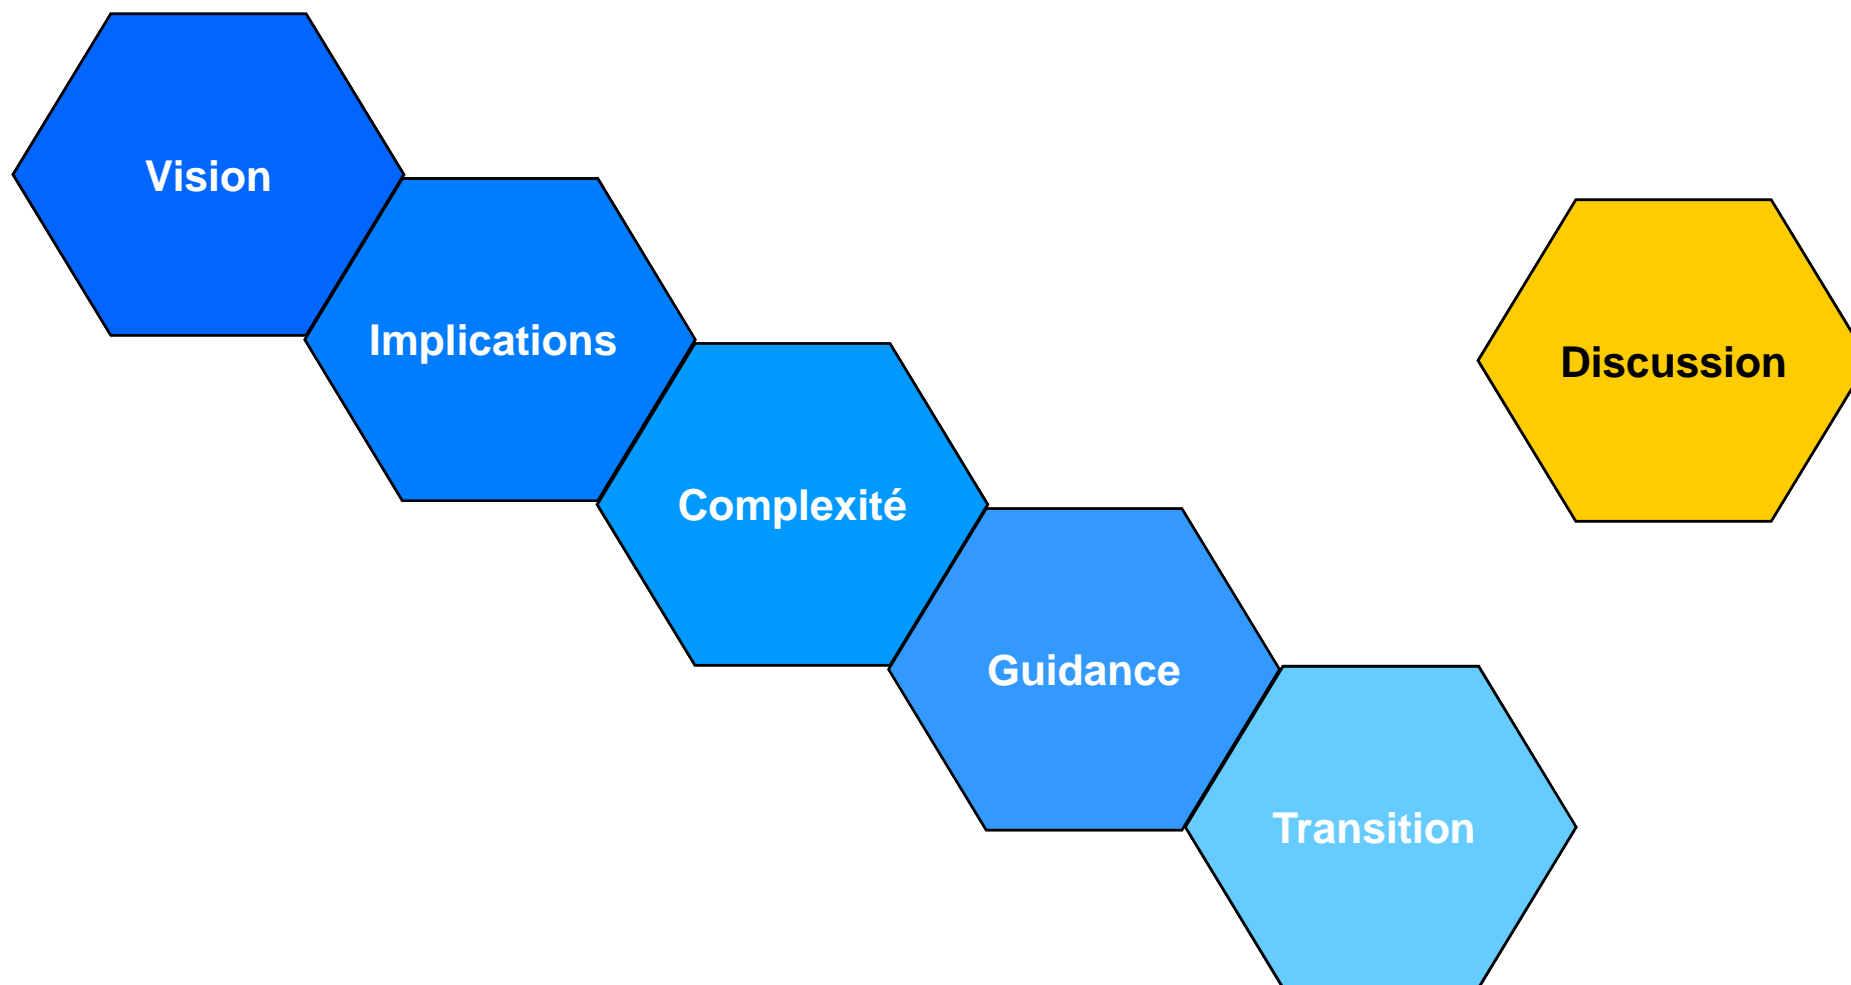 Vision
Implications
Complexité
Guidance
Transition
Discussion